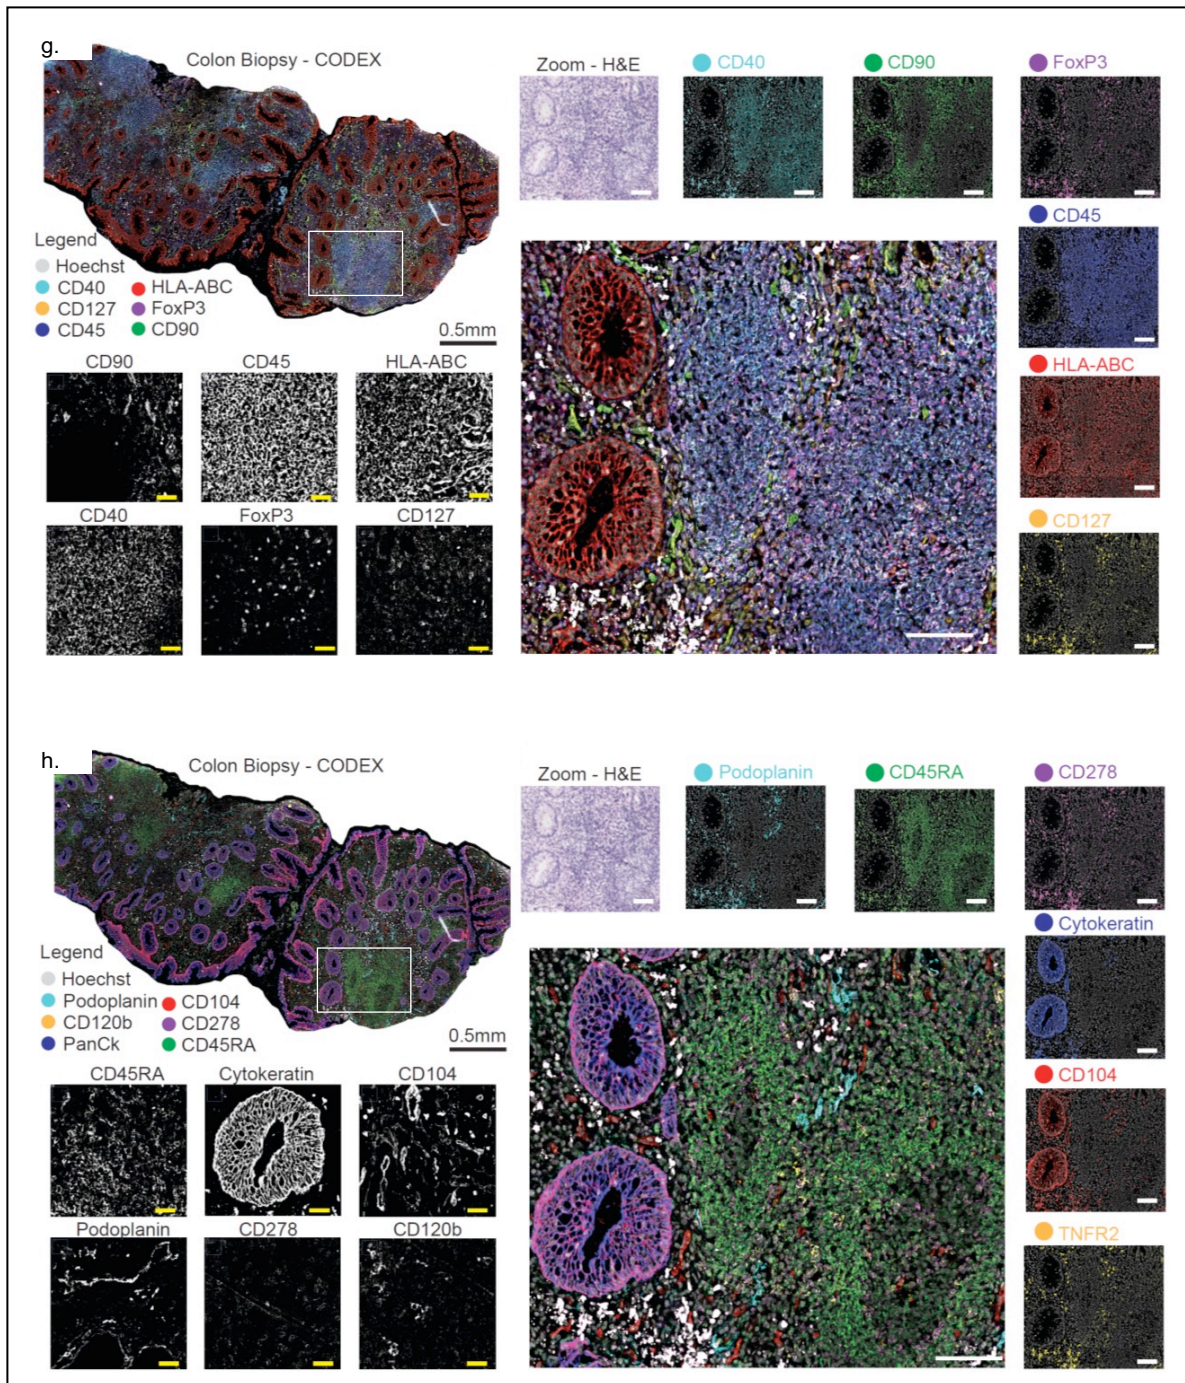 g.
Colon Biopsy - CODEX
Zoom - H&E
CD40
CD90
FoxP3
CD45
HLA-ABC
CD127
Legend
Hoechst
CD40
HLA-ABC
CD127
FoxP3
CD45
CD90
0.5mm
CD90
CD45
HLA-ABC
CD40
FoxP3
CD127
h.
Colon Biopsy - CODEX
Zoom - H&E
Podoplanin
CD45RA
CD278
Cytokeratin
CD104
TNFR2
Legend
Hoechst
Podoplanin
CD104
CD120b
CD278
PanCk
CD45RA
0.5mm
CD45RA
Cytokeratin
CD104
Podoplanin
CD278
CD120b